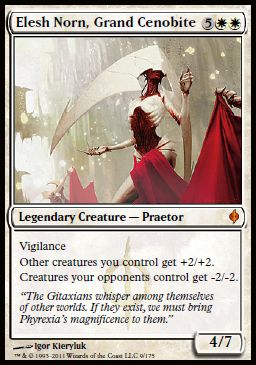 Elesh Norn, Grand Cenobite 5
Legendary Creature — Praetor
Vigilance
Other creatures you control get +2/+2.
Creatures your opponents control get -2/-2.
"The Gitaxians whisper among themselves
of other worlds. If they exist, we must bring
Phyrexia's magnificence to them."
Igor Kieryluk
™ & © 1993-2011 Wizards of the Coast LLC 9/175
4/7